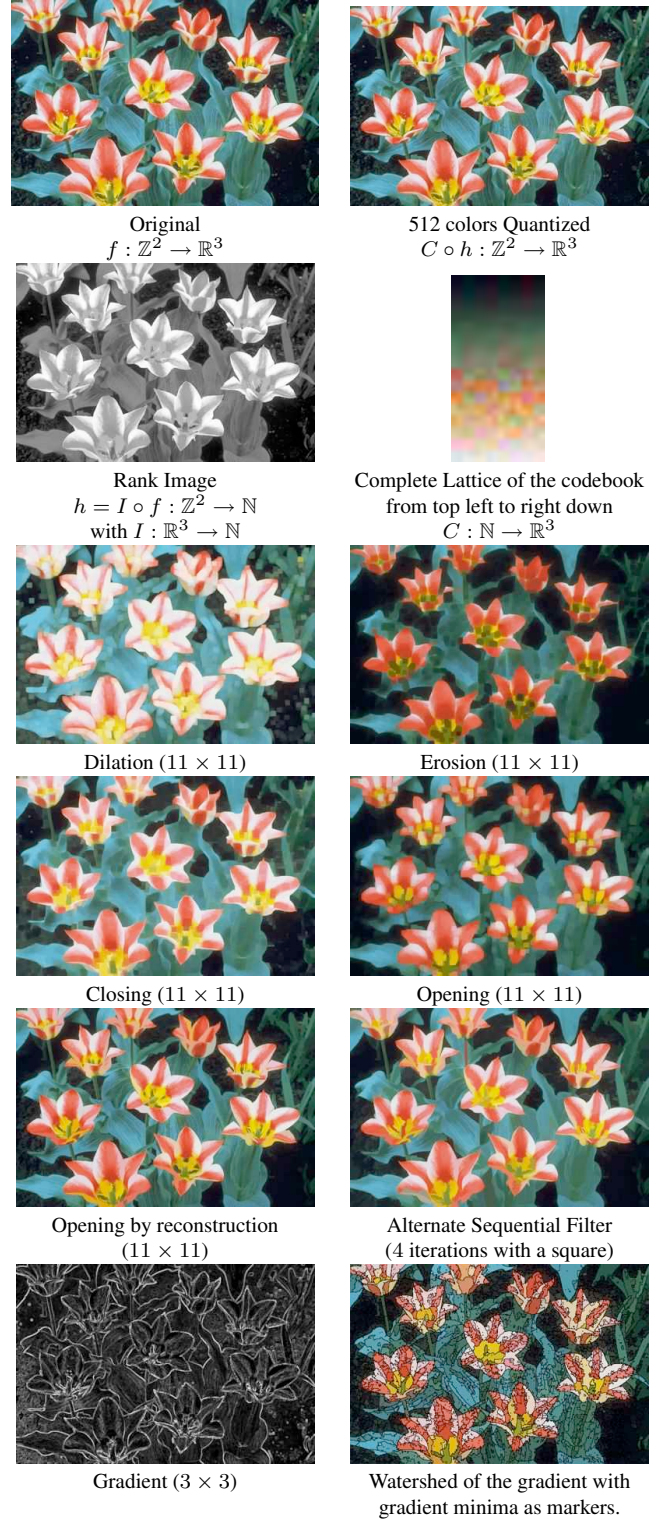 Original
f : ℤ² → ℝ³
512 colors Quantized
C ∘ h : ℤ² → ℝ³
Rank Image
h = I ∘ f : ℤ² → ℕ
with I : ℝ³ → ℕ
Complete Lattice of the codebook
from top left to right down
C : ℕ → ℝ³
Dilation (11 × 11)
Erosion (11 × 11)
Closing (11 × 11)
Opening (11 × 11)
Opening by reconstruction
(11 × 11)
Alternate Sequential Filter
(4 iterations with a square)
Gradient (3 × 3)
Watershed of the gradient with
gradient minima as markers.